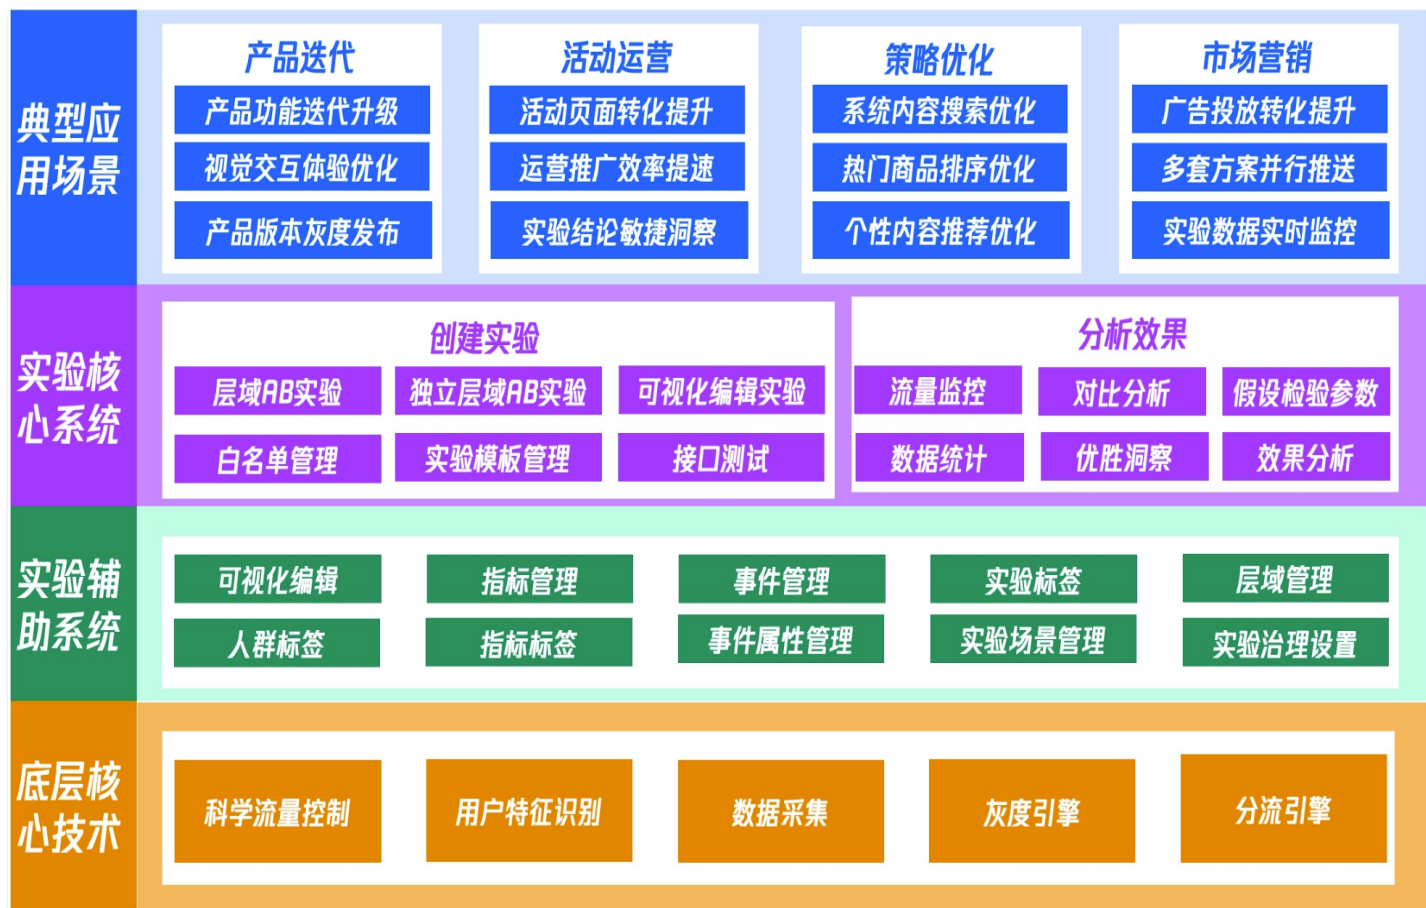 典型应
用场景
产品迭代
产品功能迭代升级
视觉交互体验优化
产品版本灰度发布
活动运营
活动页面转化提升
运营推广效率提速
实验结论敏捷洞察
策略优化
系统内容搜索优化
热门商品排序优化
个性内容推荐优化
市场营销
广告投放转化提升
多套方案并行推送
实验数据实时监控
实验核
心系统
创建实验
层域AB实验
独立层域AB实验
可视化编辑实验
白名单管理
实验模板管理
接口测试
分析效果
流量监控
对比分析
假设检验参数
数据统计
优胜洞察
效果分析
实验辅
助系统
可视化编辑
指标管理
事件管理
实验标签
层域管理
人群标签
指标标签
事件属性管理
实验场景管理
实验治理设置
底层核
心技术
科学流量控制
用户特征识别
数据采集
灰度引擎
分流引擎